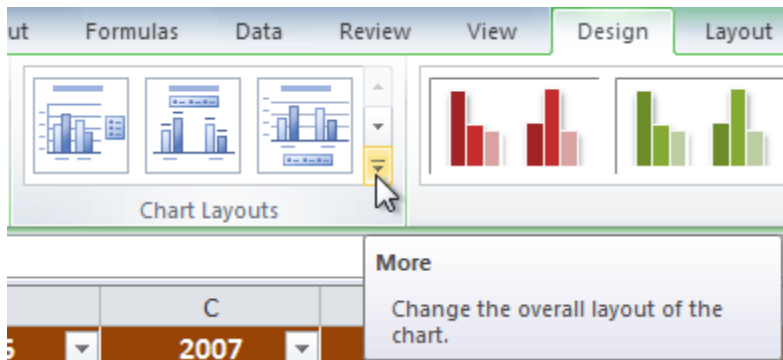 ut Formulas Data Review View Design Layout
Chart Layouts
More
Change the overall layout of the
chart.
C
2007